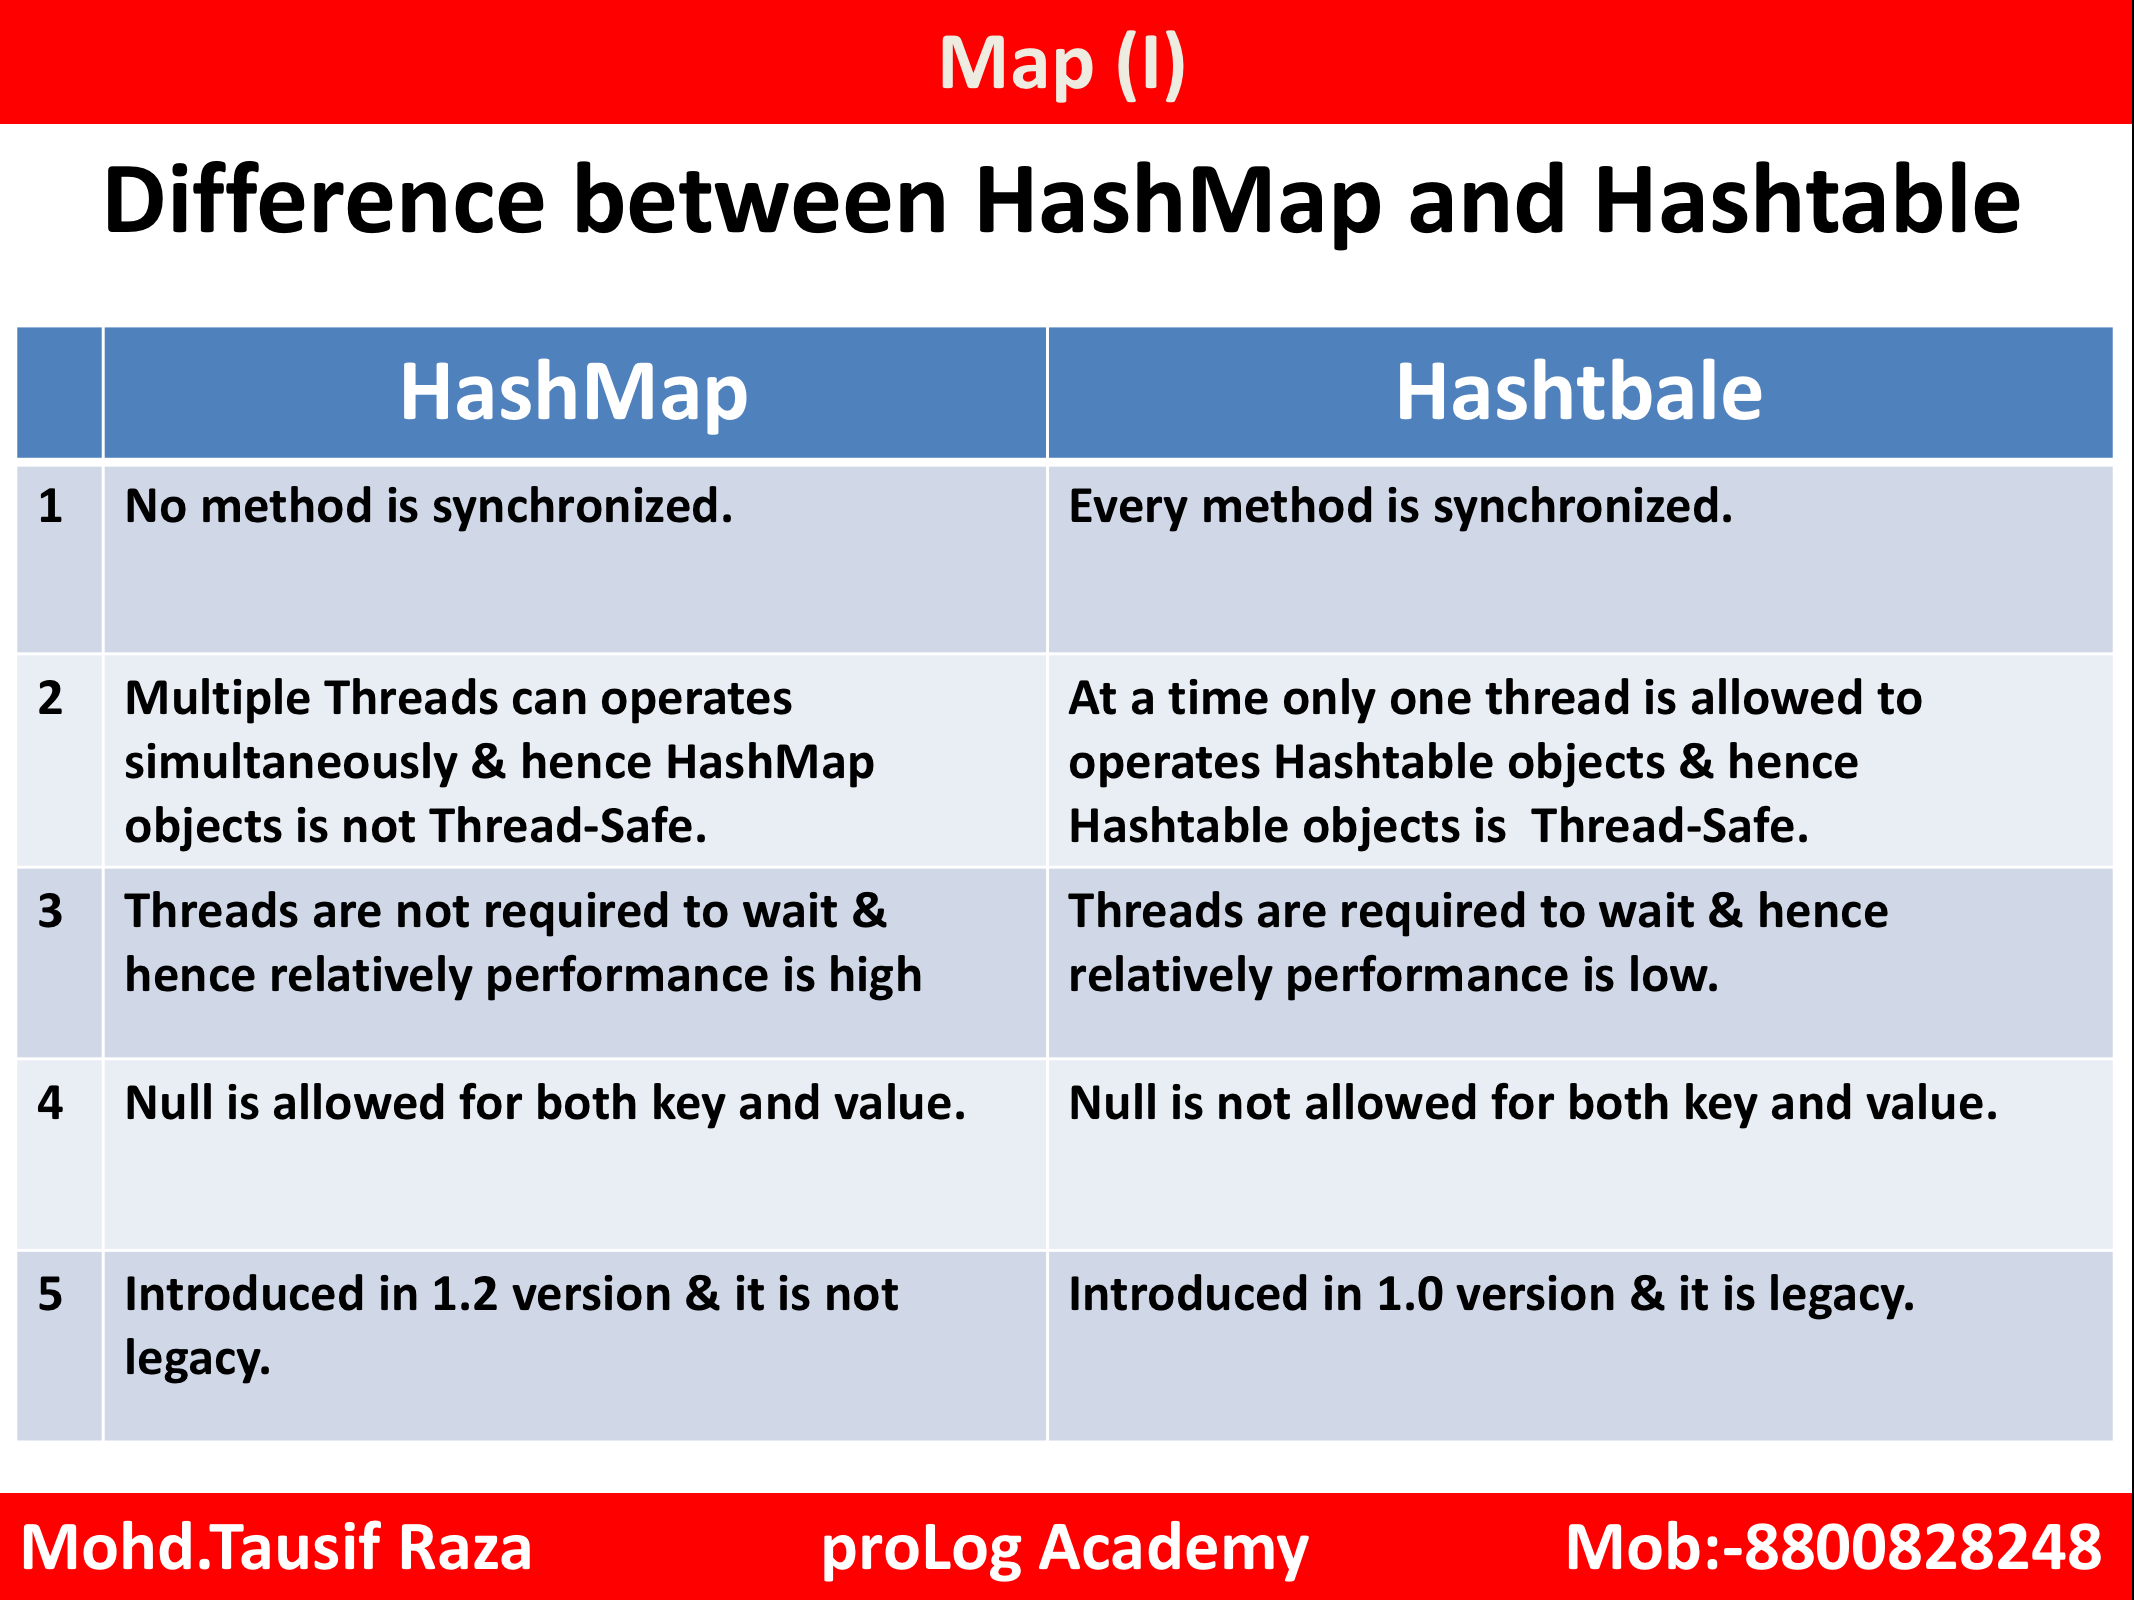 Map (I)
Difference between HashMap and Hashtable
HashMap
Hashtbale
1
No method is synchronized.
Every method is synchronized.
2
Multiple Threads can operates
simultaneously & hence HashMap
objects is not Thread-Safe.
At a time only one thread is allowed to
operates Hashtable objects & hence
Hashtable objects is  Thread-Safe.
3
Threads are not required to wait &
hence relatively performance is high
Threads are required to wait & hence
relatively performance is low.
4
Null is allowed for both key and value.
Null is not allowed for both key and value.
5
Introduced in 1.2 version & it is not
legacy.
Introduced in 1.0 version & it is legacy.
Mohd.Tausif Raza
proLog Academy
Mob:-8800828248